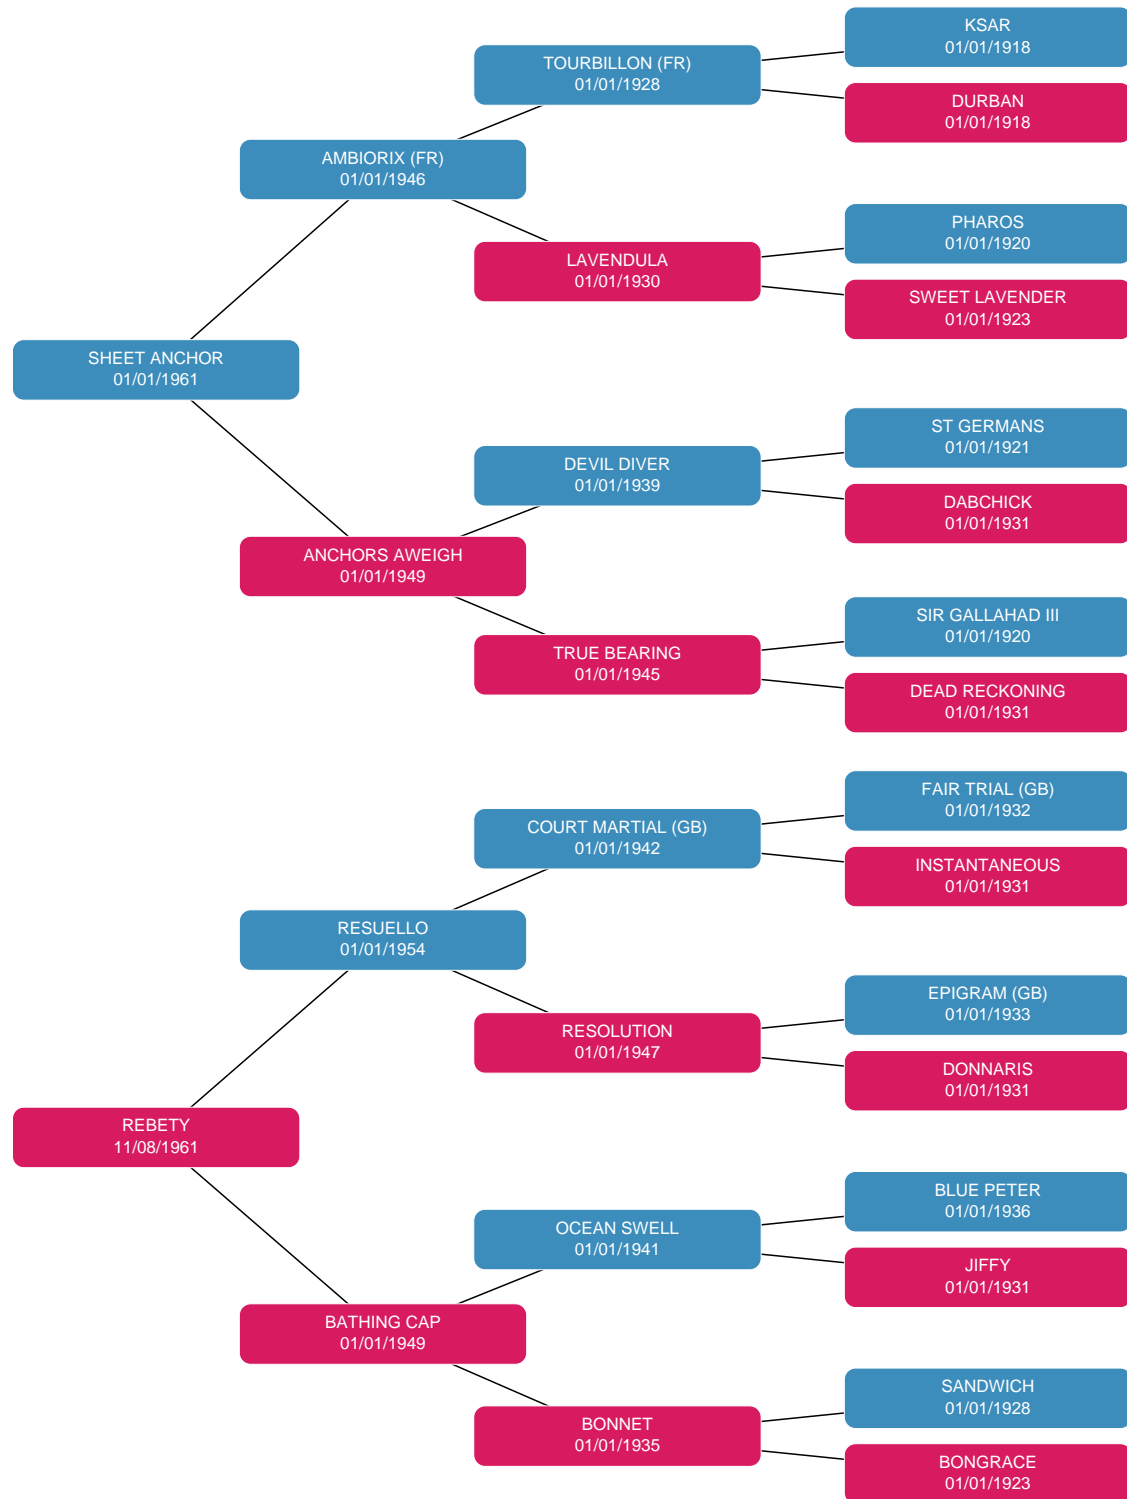 KSAR
01/01/1918
TOURBILLON (FR)
01/01/1928
DURBAN
01/01/1918
AMBIORIX (FR)
01/01/1946
PHAROS
01/01/1920
LAVENDULA
01/01/1930
SWEET LAVENDER
01/01/1923
SHEET ANCHOR
01/01/1961
ST GERMANS
01/01/1921
DEVIL DIVER
01/01/1939
DABCHICK
01/01/1931
ANCHORS AWEIGH
01/01/1949
SIR GALLAHAD III
01/01/1920
TRUE BEARING
01/01/1945
DEAD RECKONING
01/01/1931
FAIR TRIAL (GB)
01/01/1932
COURT MARTIAL (GB)
01/01/1942
INSTANTANEOUS
01/01/1931
RESUELLO
01/01/1954
EPIGRAM (GB)
01/01/1933
RESOLUTION
01/01/1947
DONNARIS
01/01/1931
REBETY
11/08/1961
BLUE PETER
01/01/1936
OCEAN SWELL
01/01/1941
JIFFY
01/01/1931
BATHING CAP
01/01/1949
SANDWICH
01/01/1928
BONNET
01/01/1935
BONGRACE
01/01/1923